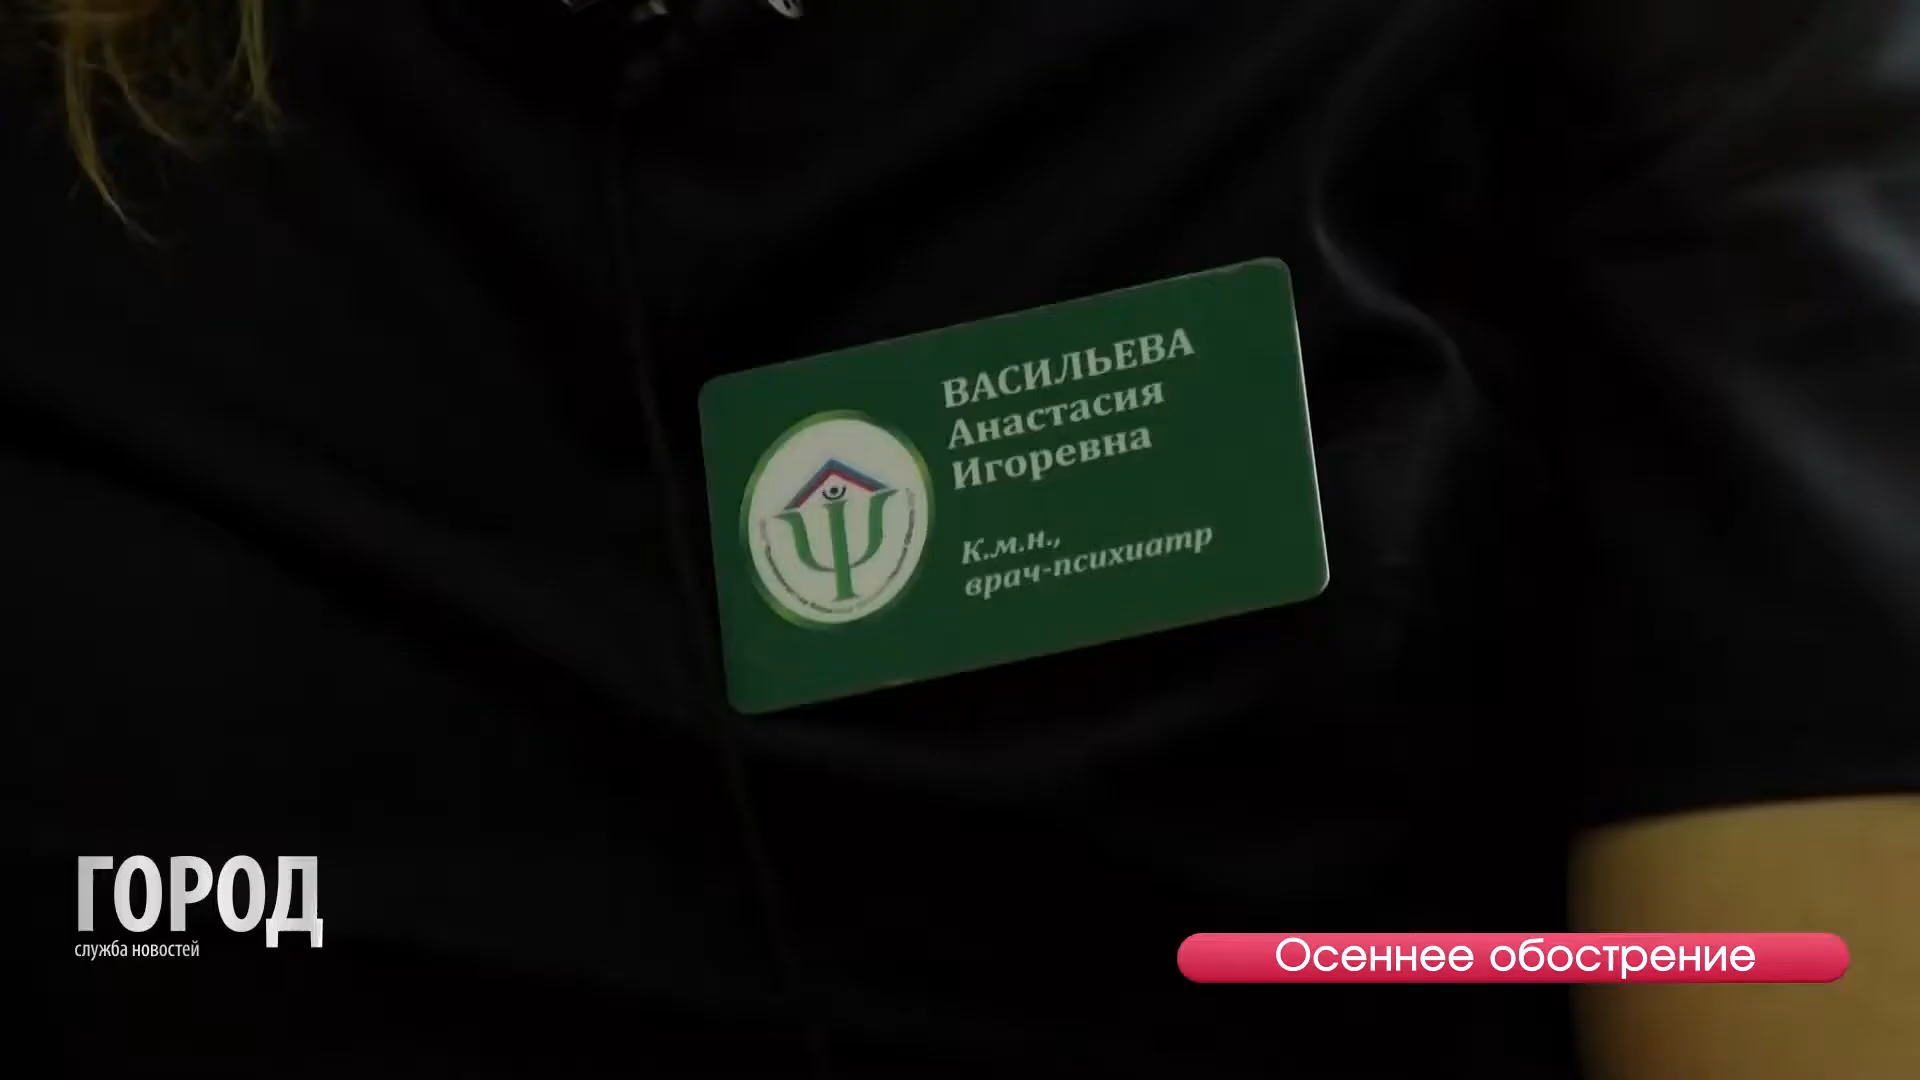 ВАСИЛЬЕВА
Анастасия
Игоревна
К.м.н.,
врач-психиатр
ГОРОД
служба новостей
Осеннее обострение